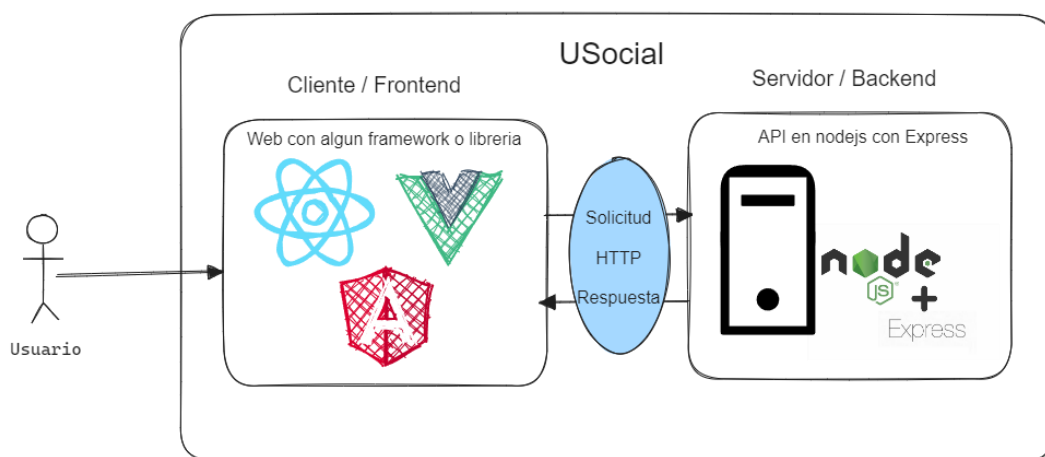 USocial
Cliente / Frontend
Servidor / Backend
Web con algun framework o libreria
API en nodejs con Express
Solicitud
HTTP
Respuesta
node
JS
+
Express
Usuario